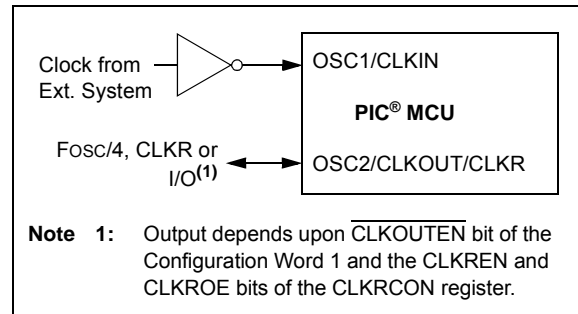 Clock from
Ext. System
OSC1/CLKIN
PIC® MCU
FOSC/4, CLKR or
I/O(1)
OSC2/CLKOUT/CLKR
Note 1: Output depends upon CLKOUTEN bit of the
Configuration Word 1 and the CLKREN and
CLKROE bits of the CLKRCON register.